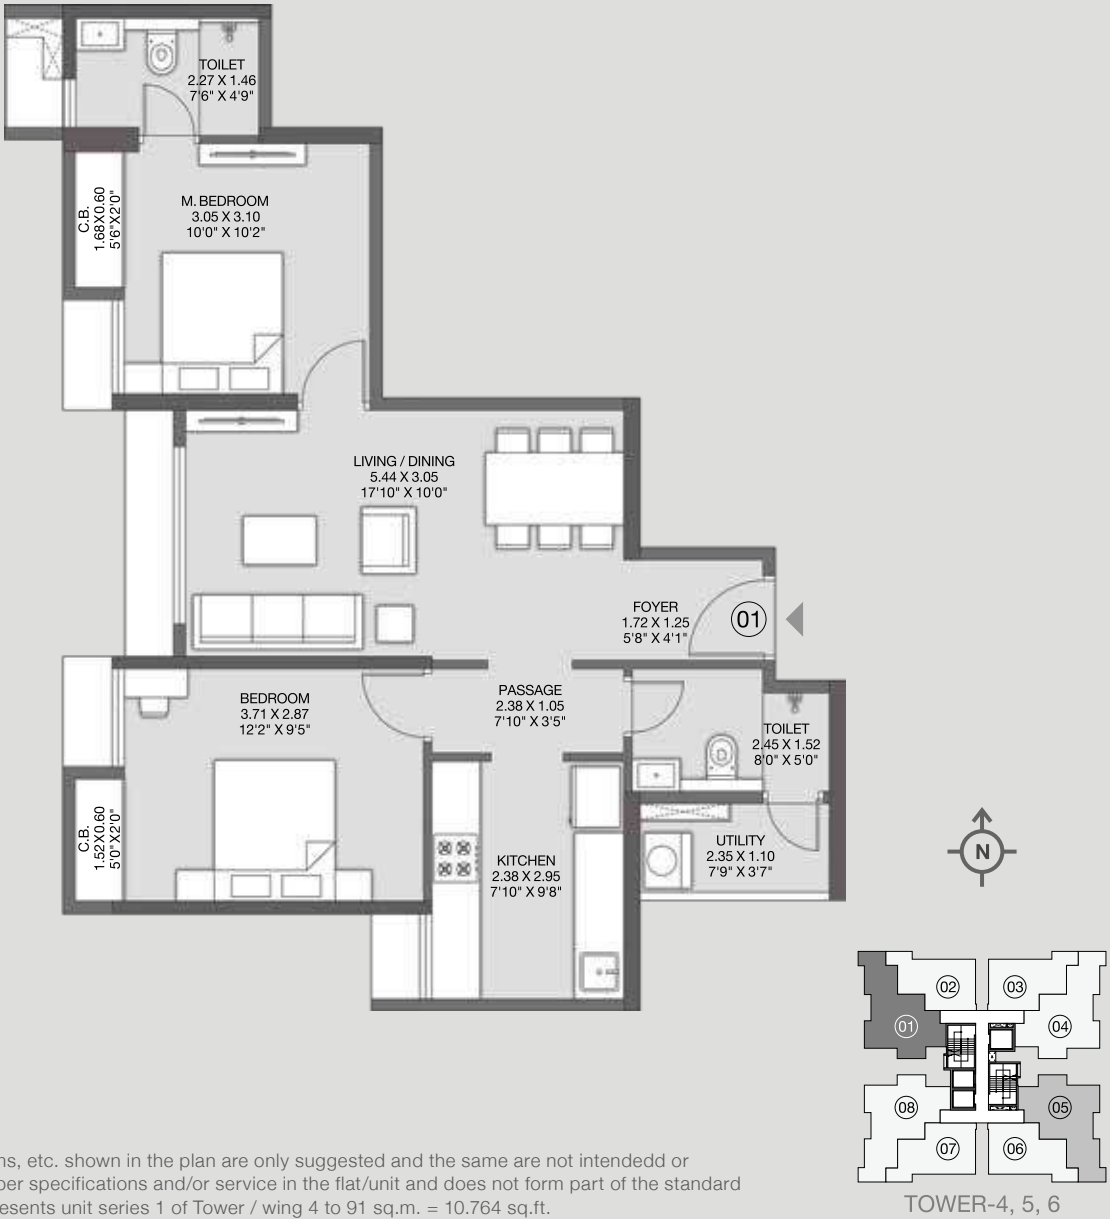 TOILET
2.27 X 1.46
7'6" X 4'9"
C.B.
1.68X0.60
5'6"X2'0"
M. BEDROOM
3.05 X 3.10
10'0" X 10'2"
LIVING / DINING
5.44 X 3.05
17'10" X 10'0"
FOYER
1.72 X 1.25
5'8" X 4'1"
01
BEDROOM
3.71 X 2.87
12'2" X 9'5"
PASSAGE
2.38 X 1.05
7'10" X 3'5"
TOILET
2.45 X 1.52
8'0" X 5'0"
C.B.
1.52X0.60
5'0"X2'0"
KITCHEN
2.38 X 2.95
7'10" X 9'8"
UTILITY
2.35 X 1.10
7'9" X 3'7"
N
02
03
01
04
08
05
07
06
TOWER-4, 5, 6
ns, etc. shown in the plan are only suggested and the same are not intendedd or
per specifications and/or service in the flat/unit and does not form part of the standard
esents unit series 1 of Tower / wing 4 to 91 sq.m. = 10.764 sq.ft.